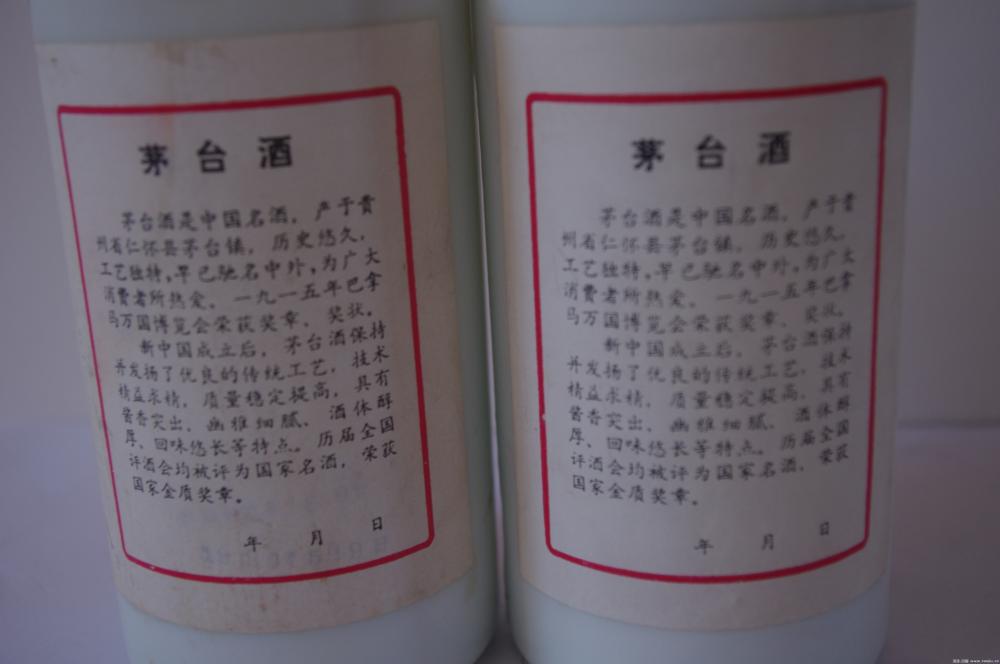 茅台酒
茅台酒是中国名酒，产于贵
州省仁怀县茅台镇，历史悠久，
工艺独特，早已驰名中外，为广大
消费者所热爱。一九一五年巴拿
马万国博览会荣获奖章、奖状。
新中国成立后，茅台酒保持
并发扬了优良的传统工艺，技术
精益求精，质量稳定提高，具有
酱香突出、幽雅细腻、酒体醇
厚、回味悠长等特点。历届全国
评酒会均被评为国家名酒，荣获
国家金质奖章。
年 月 日
茅台酒
茅台酒是中国名酒，产于贵
州省仁怀县茅台镇，历史悠久，
工艺独特，早已驰名中外，为广大
消费者所热爱。一九一五年巴拿
马万国博览会荣获奖章、奖状。
新中国成立后，茅台酒保持
并发扬了优良的传统工艺，技术
精益求精，质量稳定提高，具有
酱香突出、幽雅细腻、酒体醇
厚、回味悠长等特点。历届全国
评酒会均被评为国家名酒，荣获
国家金质奖章。
年 月 日